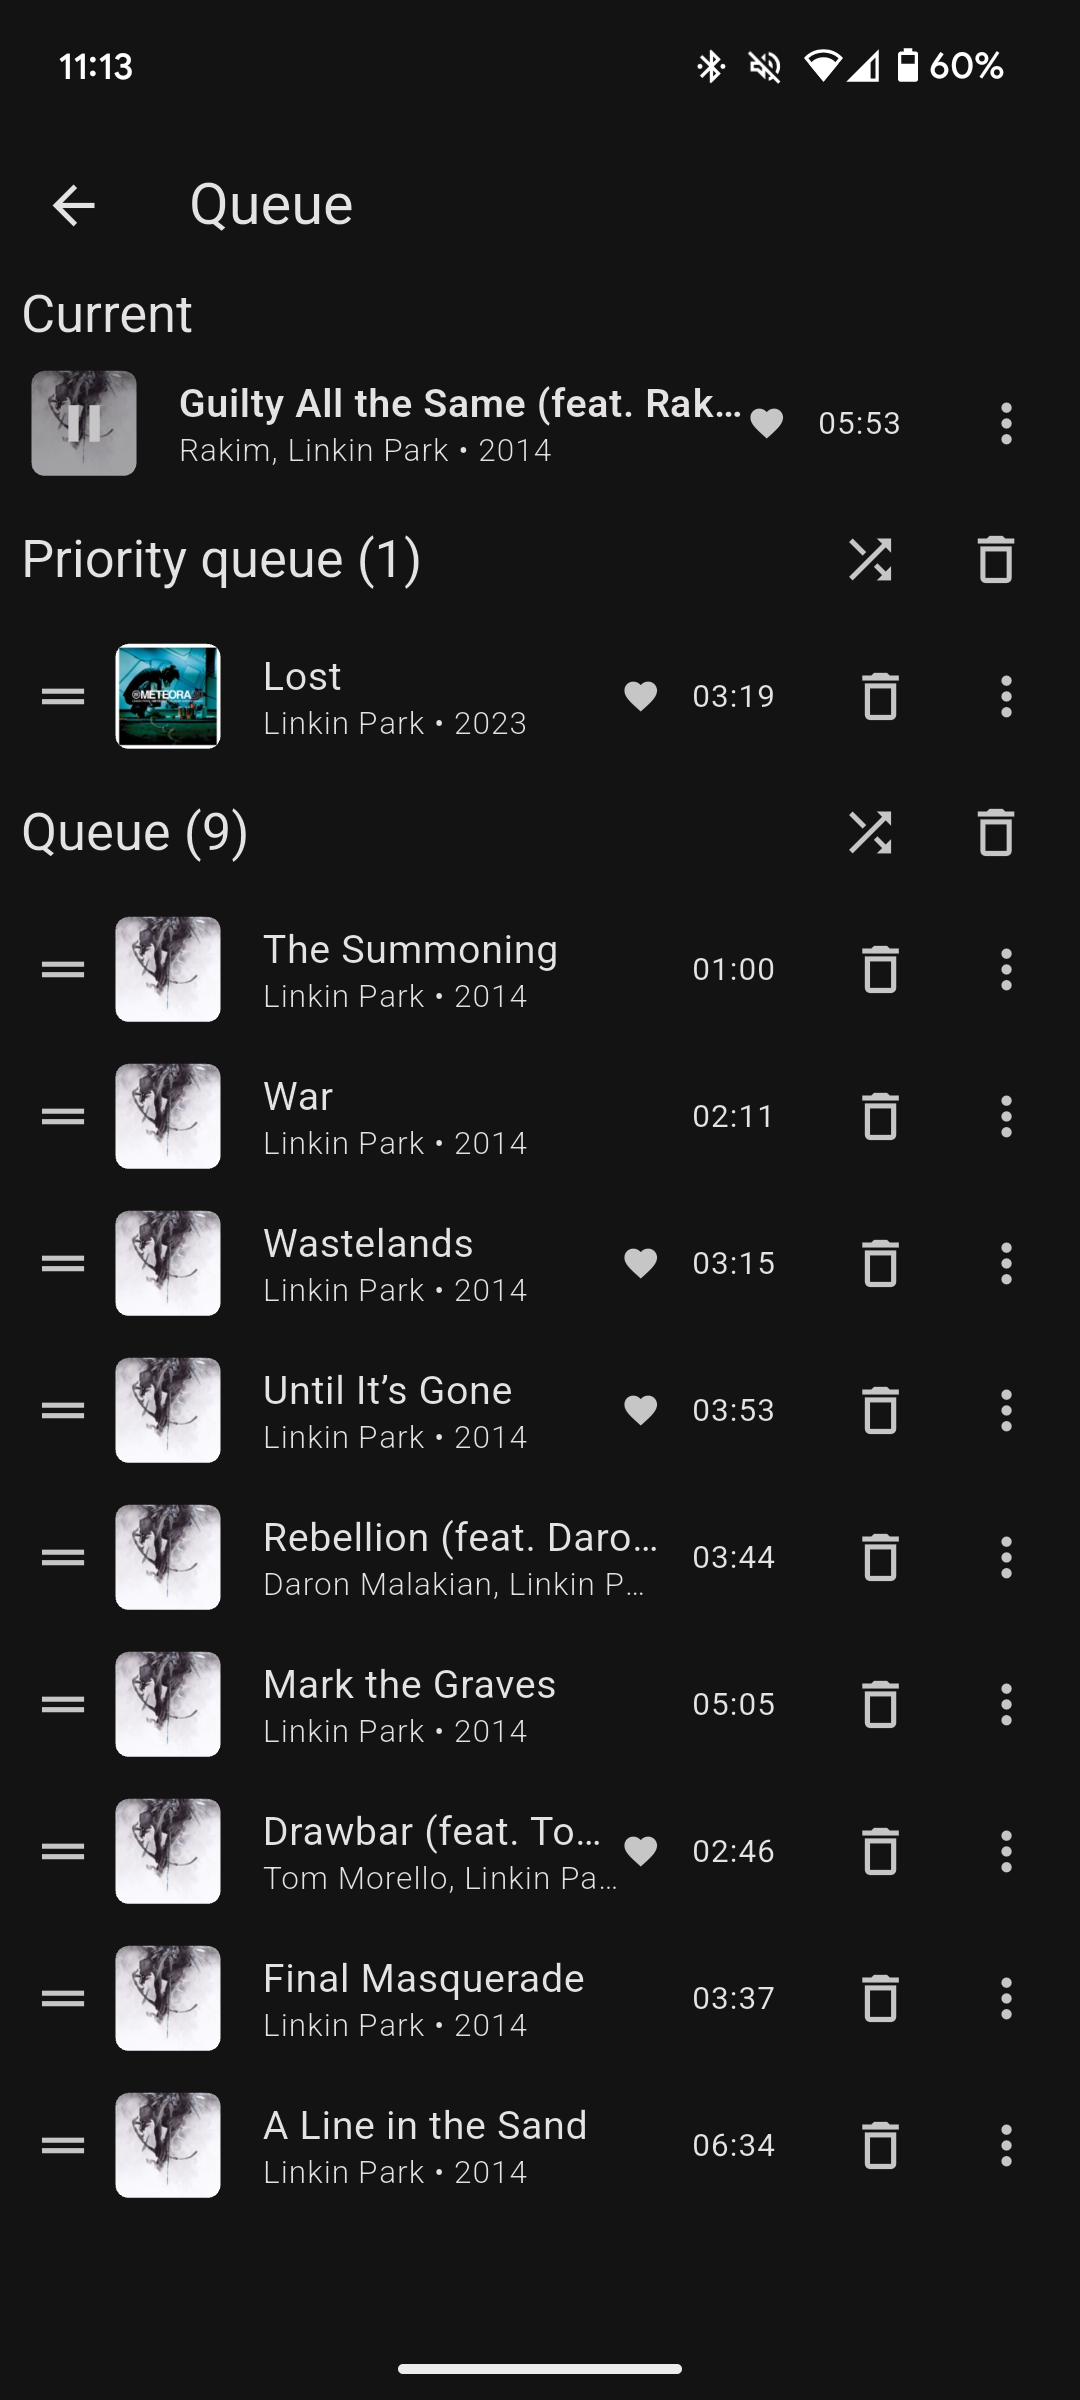 11:13
60%
Queue
Current
Guilty All the Same (feat. Rak…
05:53
Rakim, Linkin Park • 2014
Priority queue (1)
METEORA
Lost
03:19
Linkin Park • 2023
Queue (9)
The Summoning
01:00
Linkin Park • 2014
War
02:11
Linkin Park • 2014
Wastelands
03:15
Linkin Park • 2014
Until It’s Gone
03:53
Linkin Park • 2014
Rebellion (feat. Daro…
03:44
Daron Malakian, Linkin P…
Mark the Graves
05:05
Linkin Park • 2014
Drawbar (feat. To…
02:46
Tom Morello, Linkin Pa…
Final Masquerade
03:37
Linkin Park • 2014
A Line in the Sand
06:34
Linkin Park • 2014